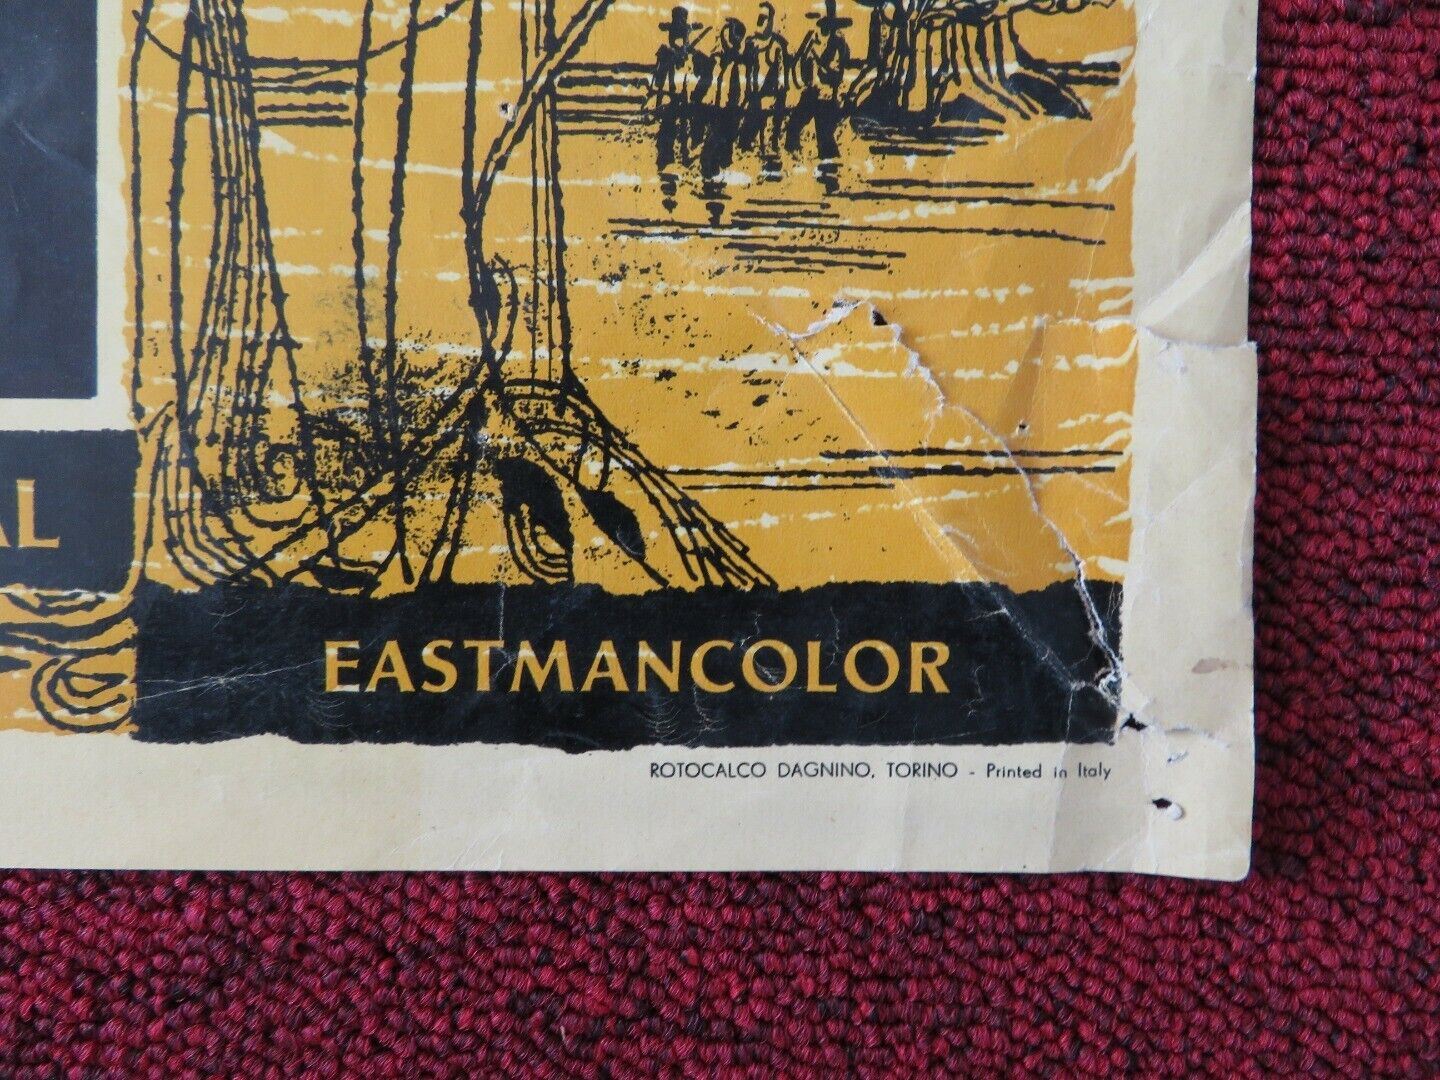 AL
EASTMANCOLOR
ROTOCALCO DAGNINO, TORINO - Printed in Italy